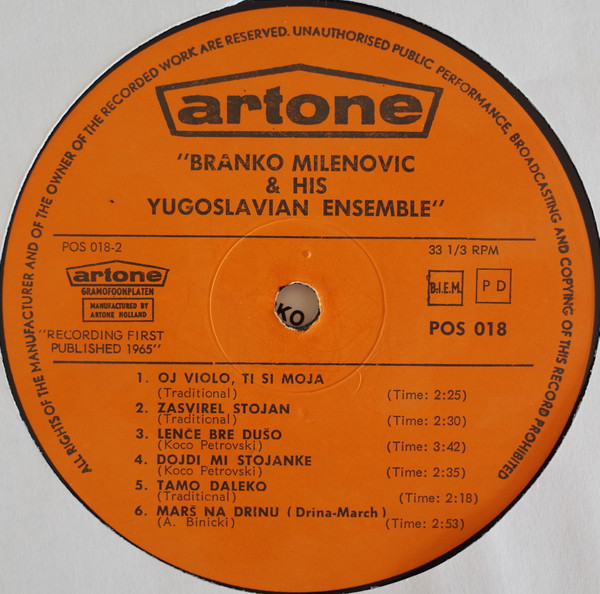 ALL RIGHTS OF THE MANUFACTURER AND OF THE OWNER OF THE RECORDED WORK ARE RESERVED. UNAUTHORISED PUBLIC PERFORMANCE, BROADCASTING AND COPYING OF THIS RECORD PROHIBITED
artone
"BRANKO MILENOVIC
& HIS
YUGOSLAVIAN ENSEMBLE"
POS 018-2
33 1/3 RPM
artone
GRAMOFOONPLATEN
MANUFACTURED BY
ARTONE HOLLAND
B.I.E.M.
P D
KO
POS 018
"RECORDING FIRST
PUBLISHED 1965"
1. OJ VIOLO, TI SI MOJA
(Traditional) (Time: 2:25)
2. ZASVIREL STOJAN
(Traditional) (Time: 2:30)
3. LENČE BRE DUŠO
(Koco Petrovski) (Time: 3:42)
4. DOJDI MI STOJANKE
(Koco Petrovski) (Time: 2:35)
5. TAMO DALEKO
(Traditional) (Time: 2:18)
6. MARŠ NA DRINU (Drina-March)
(A. Binicki) (Time: 2:53)